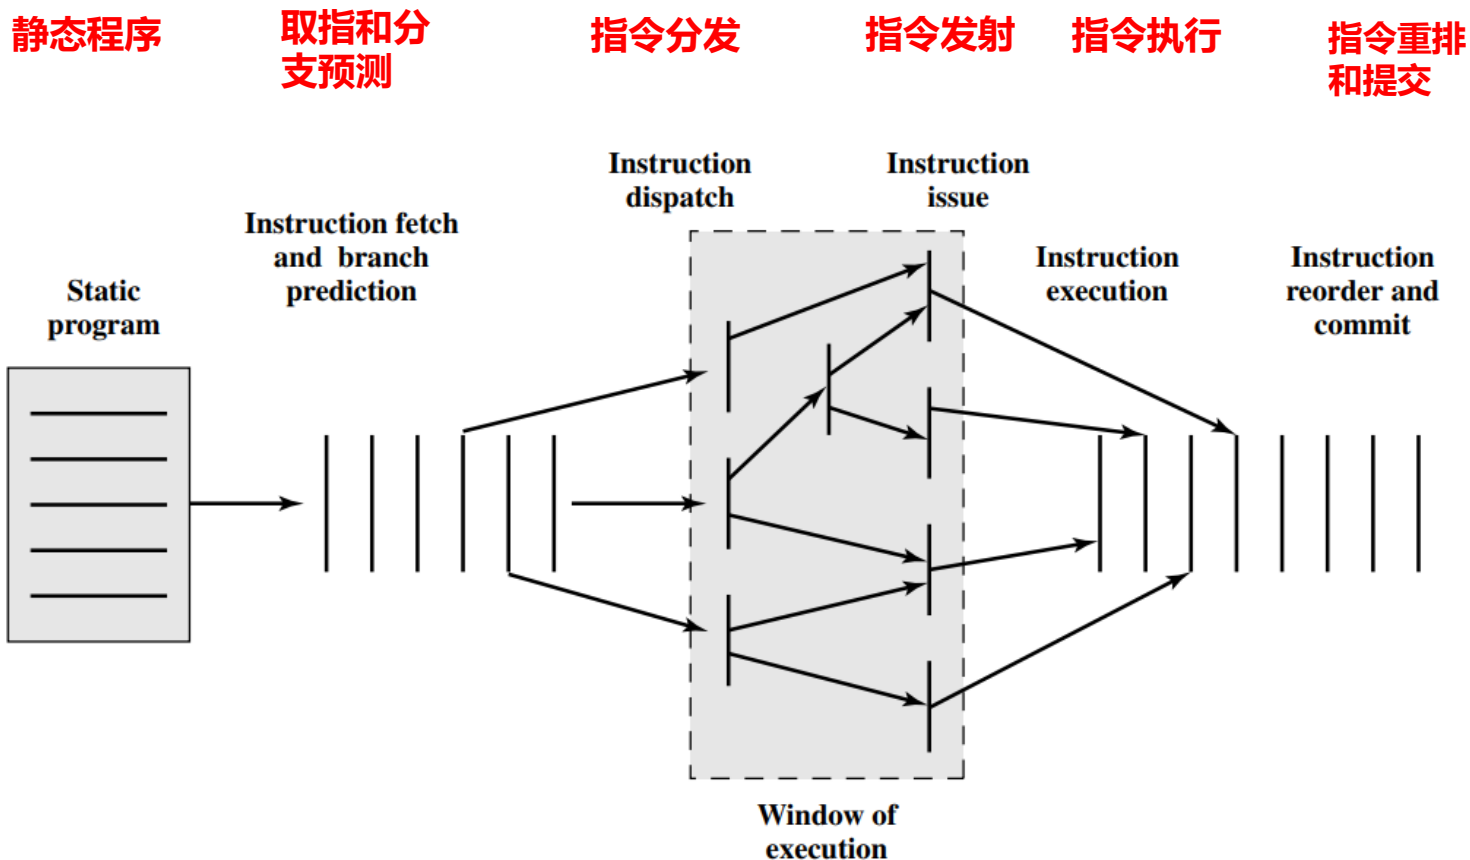 静态程序
取指和分
支预测
指令分发
指令发射
指令执行
指令重排
和提交
Instruction
dispatch
Instruction
issue
Instruction fetch
and branch
prediction
Instruction
execution
Instruction
reorder and
commit
Static
program
Window of
execution